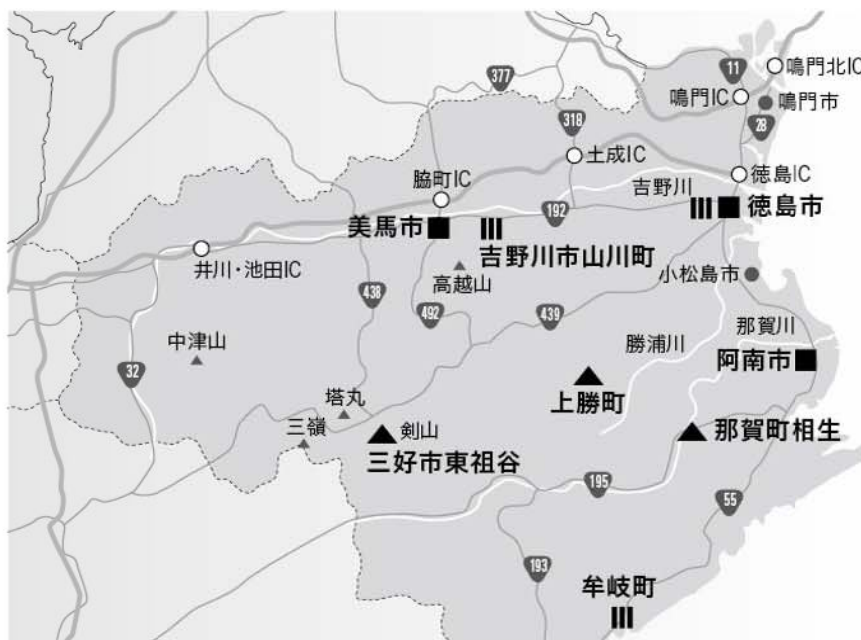 11
鳴門北IC
377
鳴門IC
鳴門市
318
28
土成IC
徳島IC
脇町IC
吉野川
192
徳島市
美馬市
吉野川市山川町
井川・池田IC
高越山
小松島市
438
492
439
那賀川
中津山
勝浦川
阿南市
32
塔丸
上勝町
三嶺
剣山
那賀町相生
三好市東祖谷
195
55
193
牟岐町